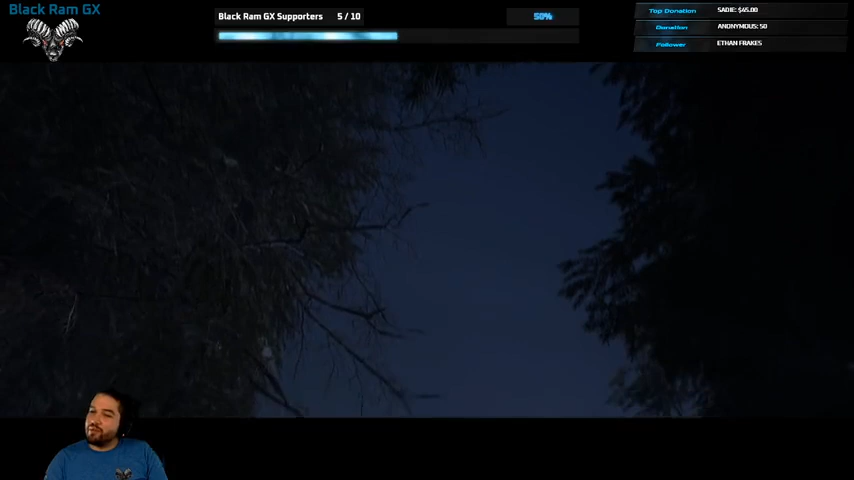 Black Ram GX
Black Ram GX Supporters 5 / 10
50%
Top Donation SADIE: $45.00
Donation ANONYMOUS: 50
Follower ETHAN FRAKES